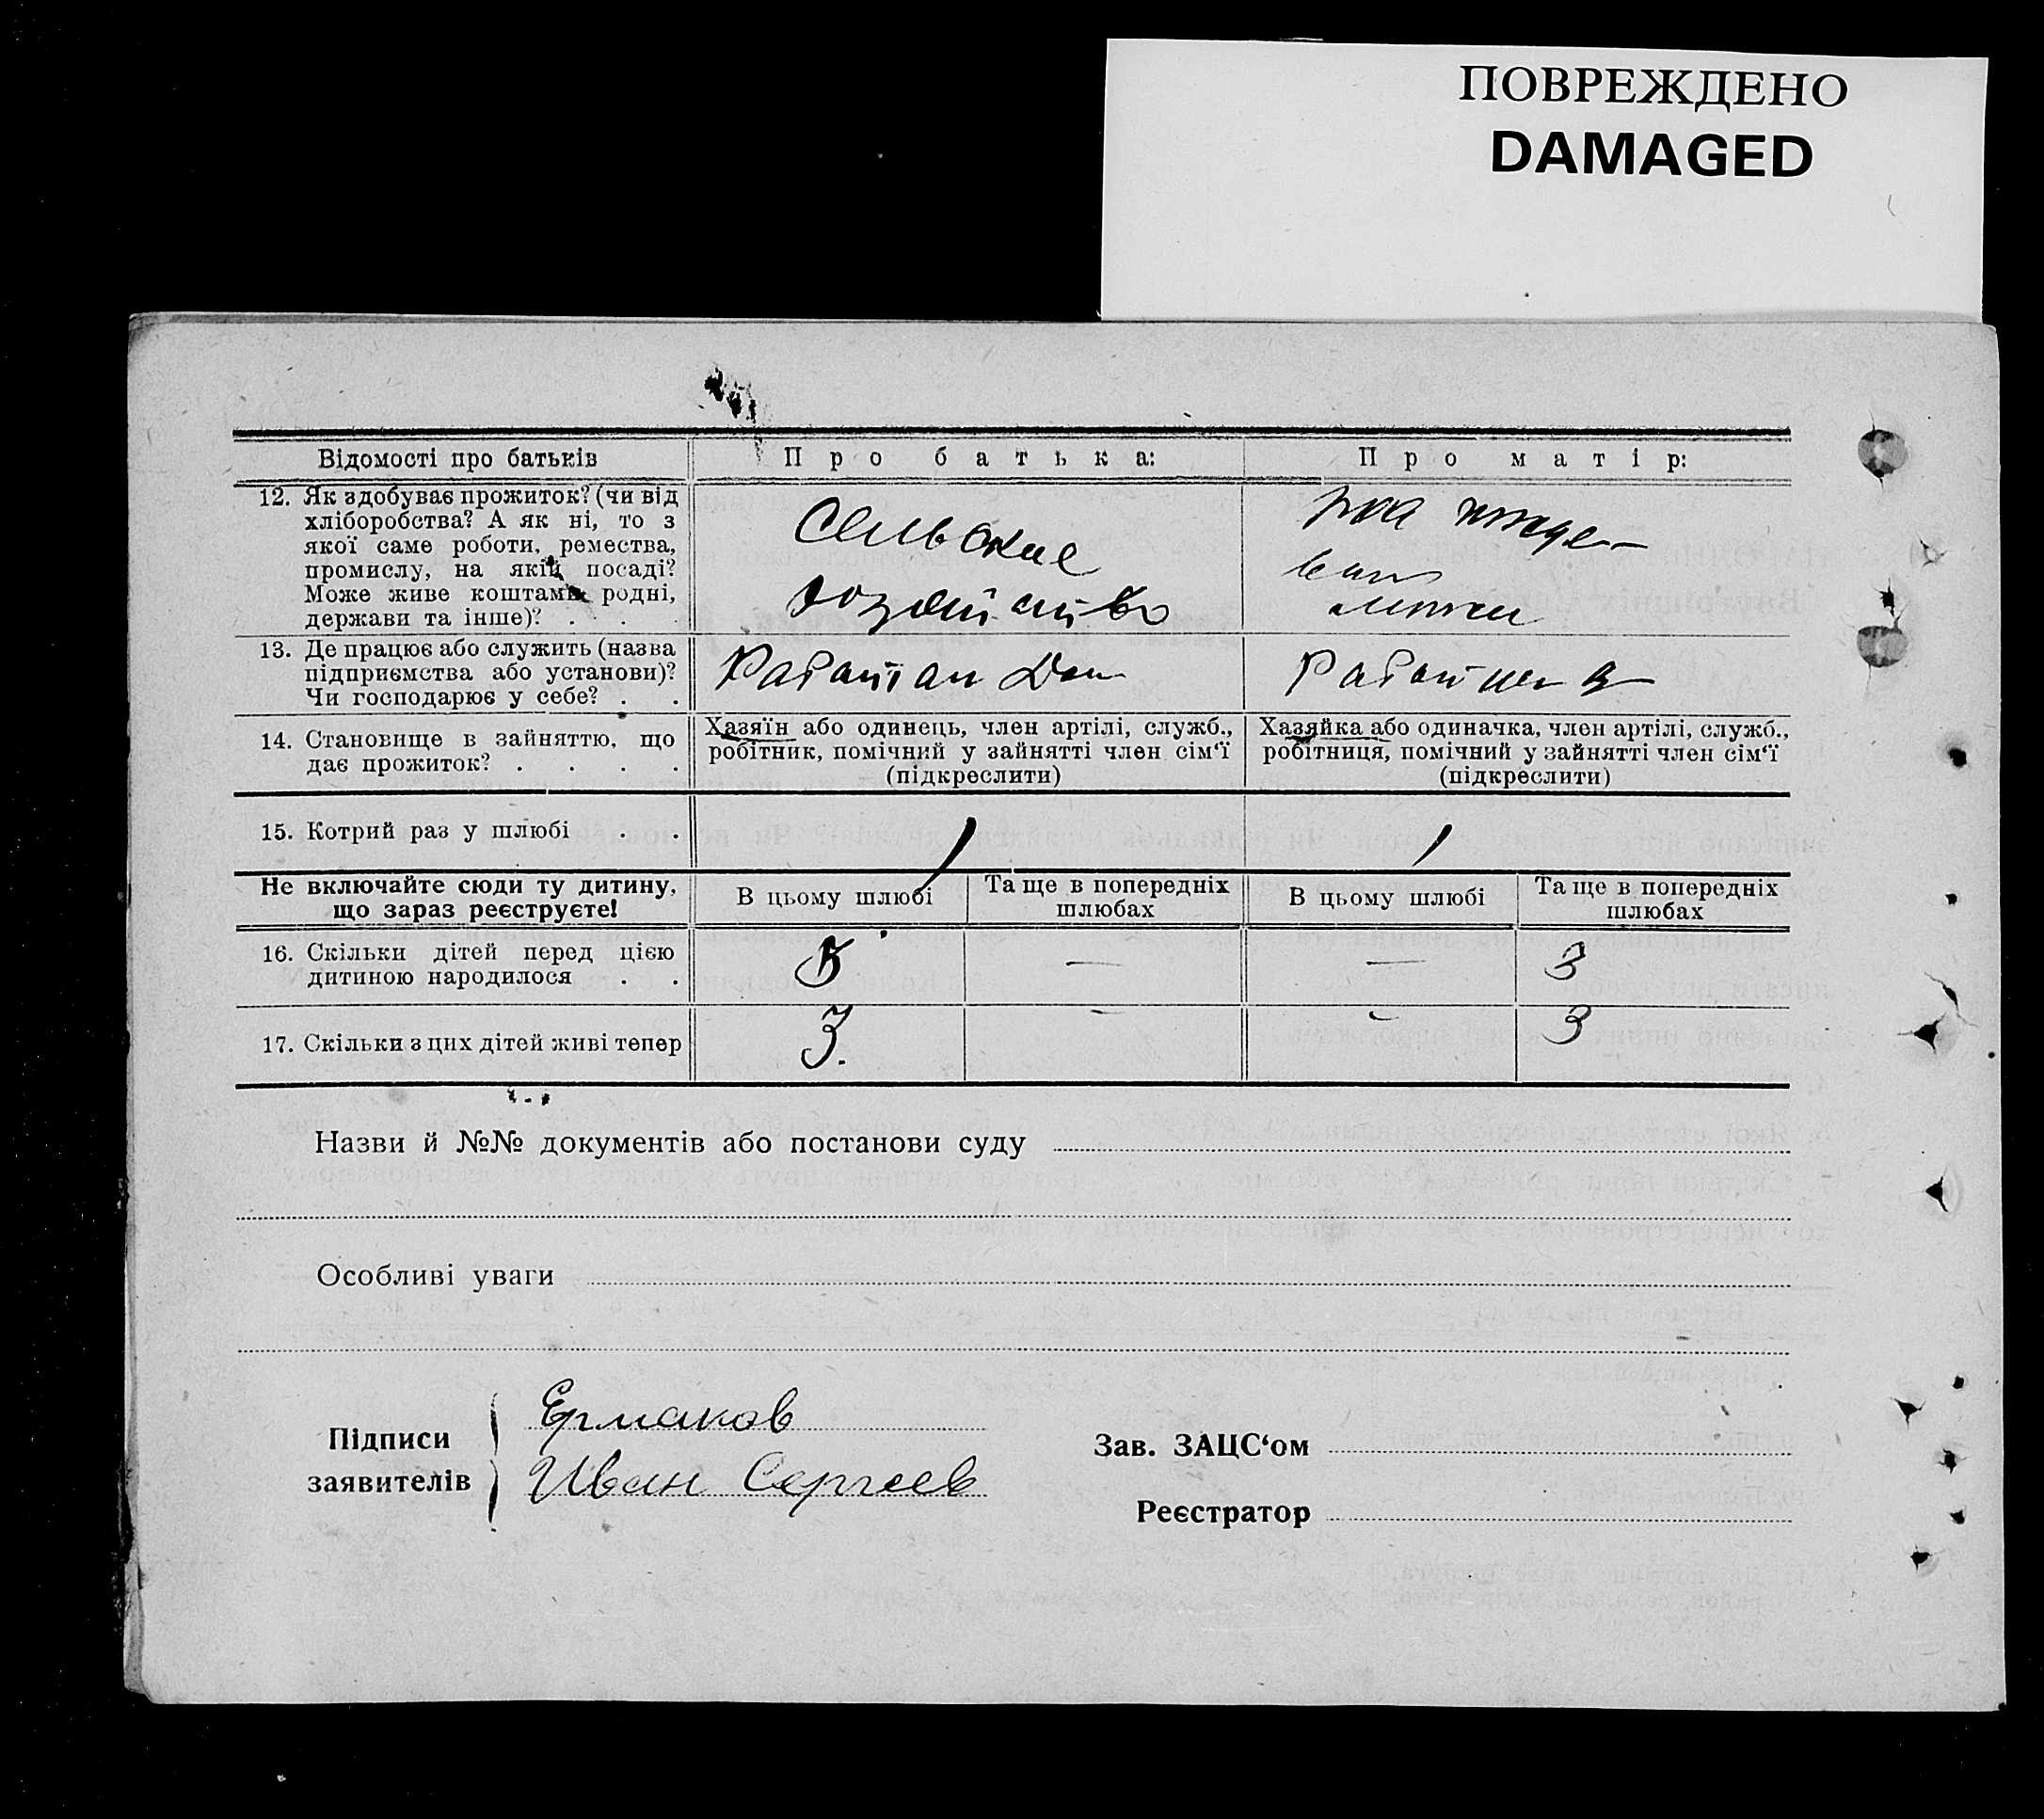 ПОВРЕЖДЕНО
DAMAGED
Відомості про батьків
Про батька:
Про матір:
12. Як здобуває прожиток? (чи від
хліборобства? А як ні, то з
якої саме роботи, ремества,
промислу, на якій посаді?
Може живе коштами родні,
держави та інше)? . . .
Сельское
хозяйство
13. Де працює або служить (назва
підприємства або установи)?
Чи господарює у себе? . .
14. Становище в зайняттю, що
дає прожиток? . . . .
Хазяїн або одинець, член артілі, служб.,
робітник, помічний у зайнятті член сім‘ї
(підкреслити)
Хазяйка або одиначка, член артілі, служб.,
робітниця, помічний у зайнятті член сім‘ї
(підкреслити)
15. Котрий раз у шлюбі . .
1
1
Не включайте сюди ту дитину,
що зараз реєструєте!
В цьому шлюбі
Та ще в попередніх
шлюбах
В цьому шлюбі
Та ще в попередніх
шлюбах
16. Скільки дітей перед цією
дитиною народилося . .
—
—
3
17. Скільки з цих дітей живі тепер
3.
—
—
3
Назви й №№ документів або постанови суду
Особливі уваги
Підписи
заявителів
Ермаков
Иван Сергеев
Зав. ЗАЦС‘ом
Реєстратор